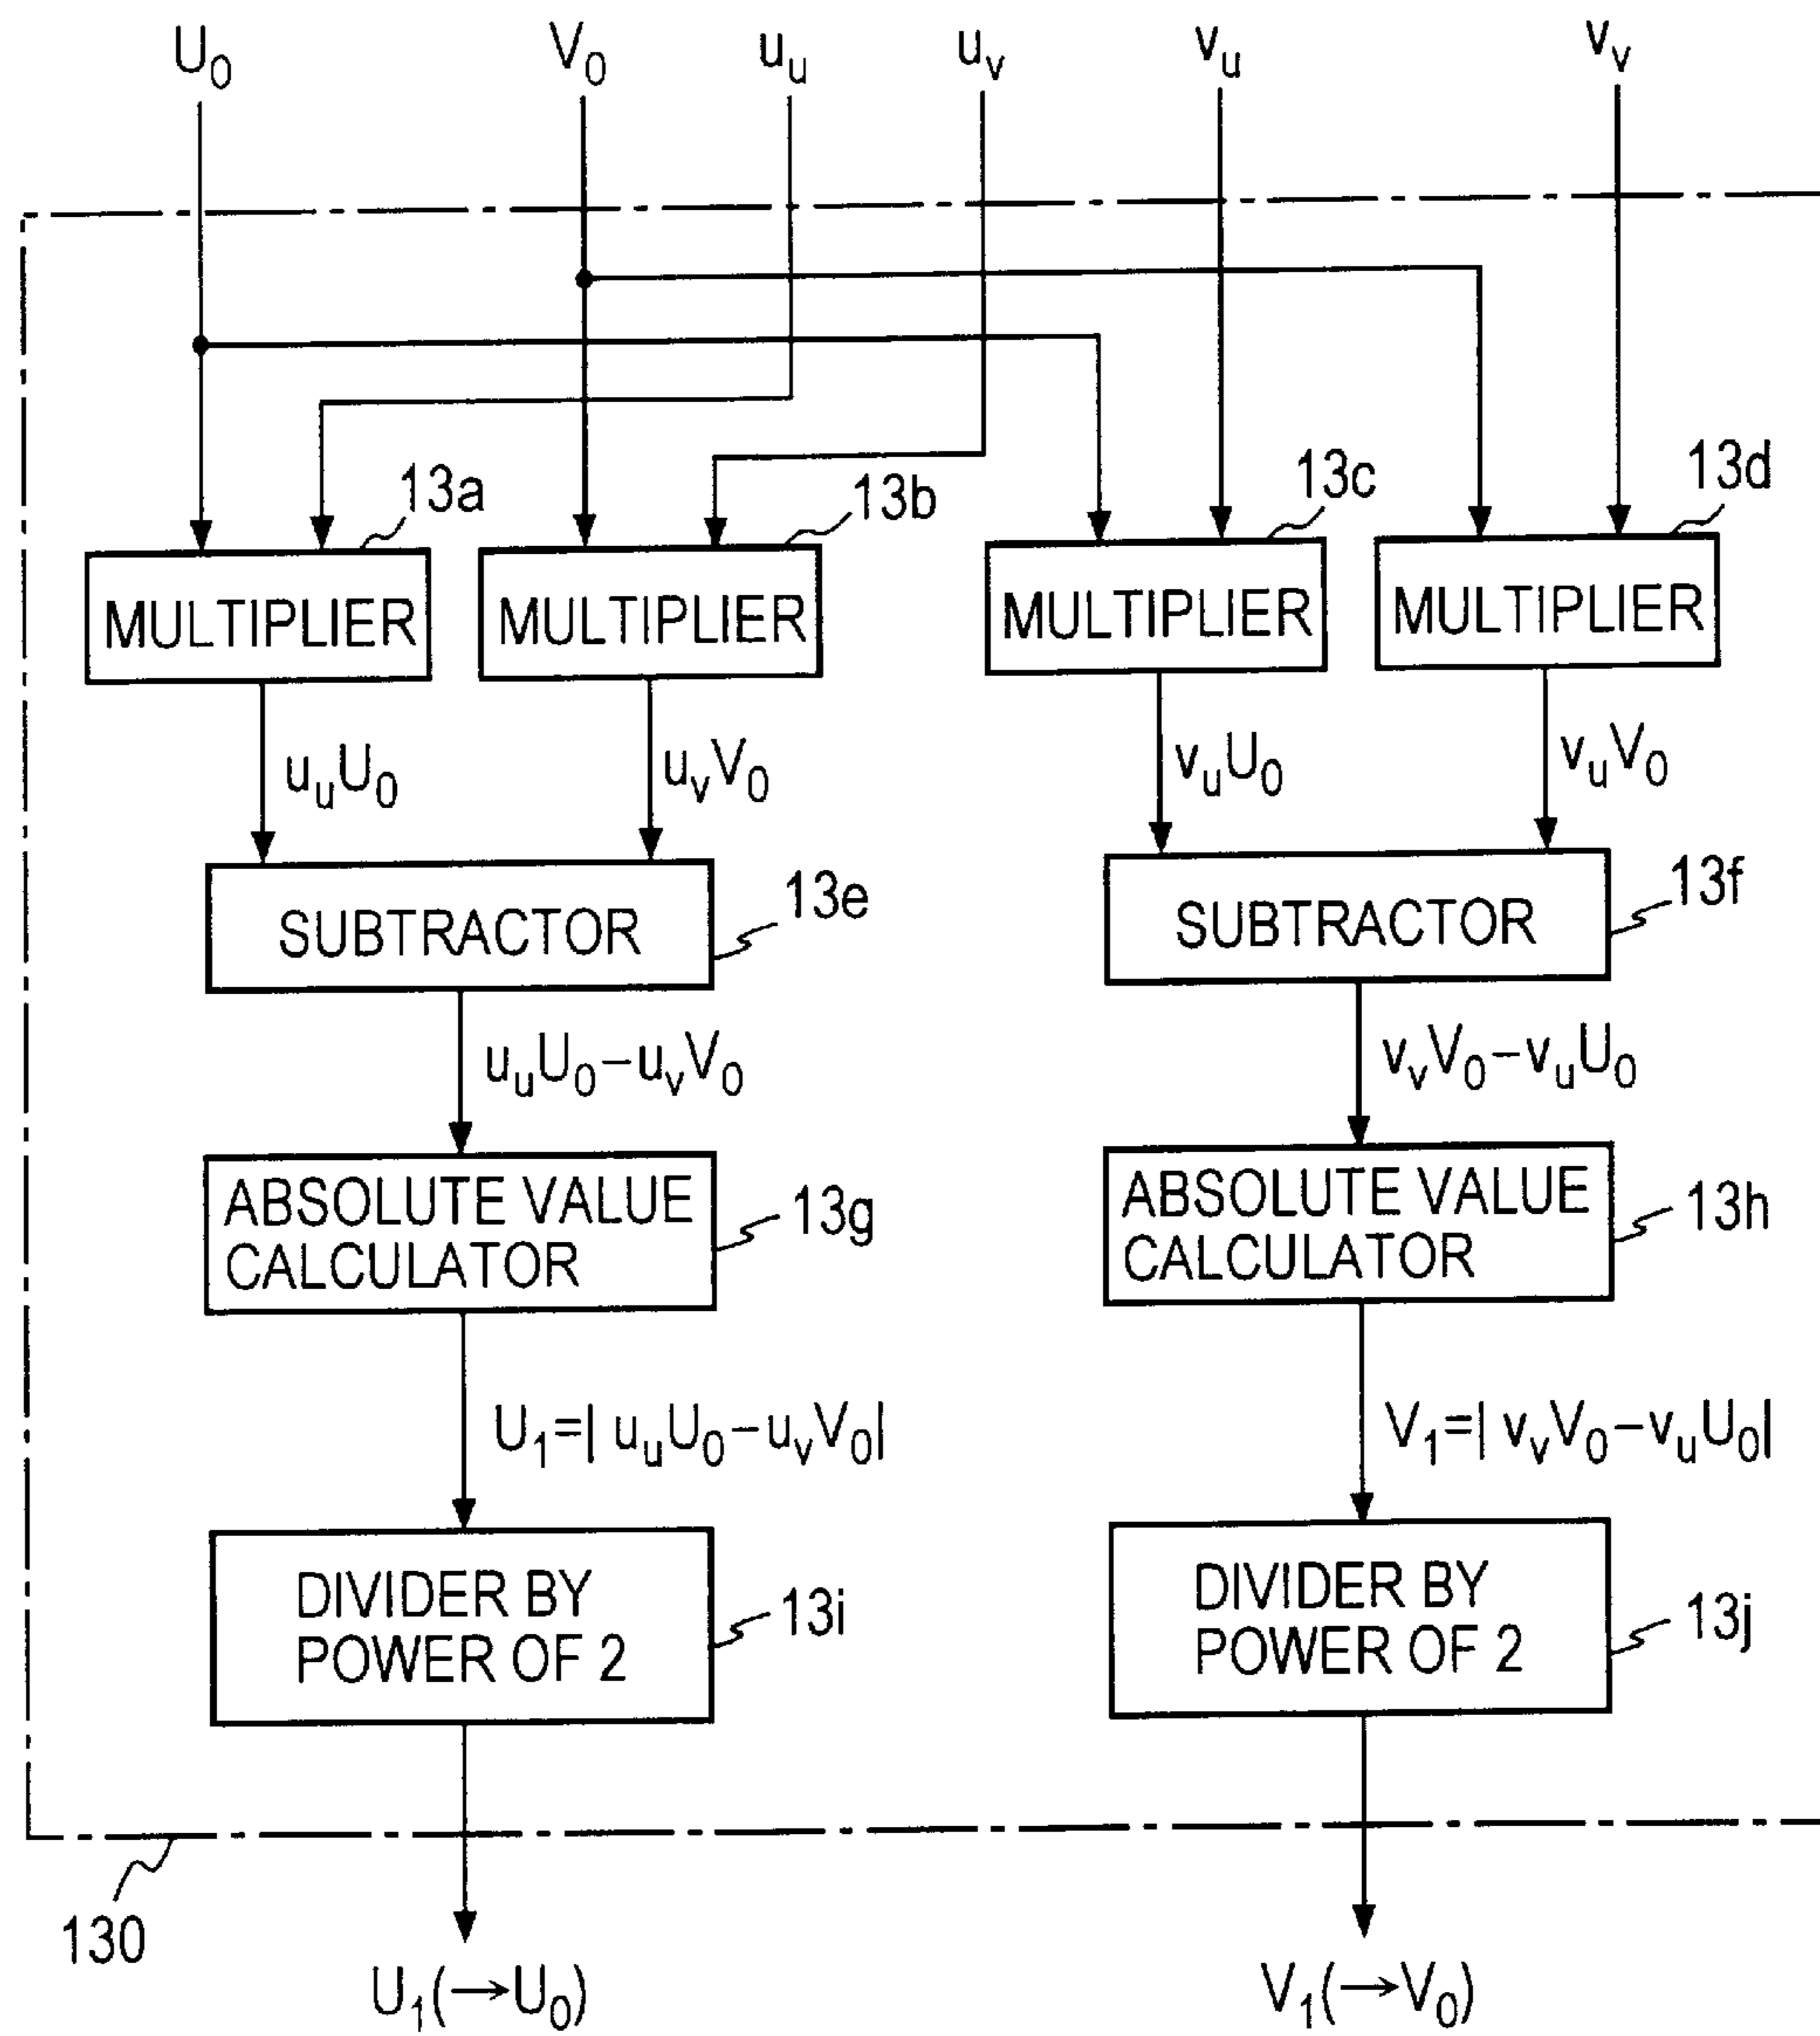 U₀ V₀ uᵤ uᵥ vᵤ vᵥ
13a 13b 13c 13d
MULTIPLIER MULTIPLIER MULTIPLIER MULTIPLIER
uᵤU₀ uᵥV₀ vᵤU₀ vᵤV₀
SUBTRACTOR 13e SUBTRACTOR 13f
uᵤU₀–uᵥV₀ vᵥV₀–vᵤU₀
ABSOLUTE VALUE
CALCULATOR
13g
ABSOLUTE VALUE
CALCULATOR
13h
U₁=| uᵤU₀–uᵥV₀| V₁=| vᵥV₀–vᵤU₀|
DIVIDER BY
POWER OF 2
13i
DIVIDER BY
POWER OF 2
13j
130
U₁(→U₀) V₁(→V₀)